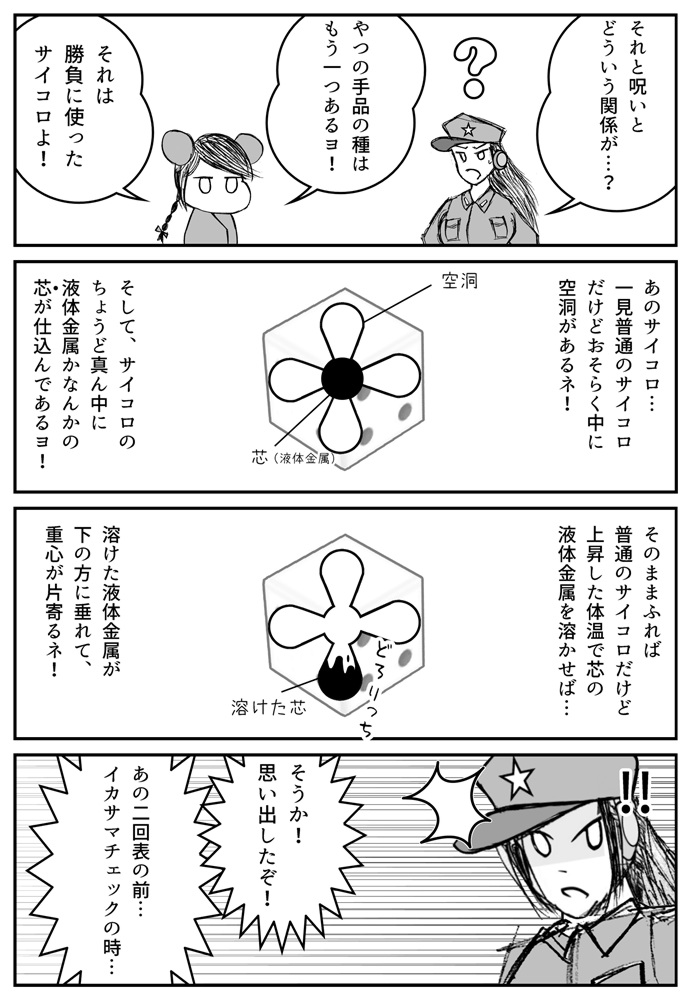 それと呪いと
どういう関係が…？
？
やつの手品の種は
もう一つあるヨ！
それは
勝負に使った
サイコロよ！
あのサイコロ…
一見普通のサイコロ
だけどおそらく中に
空洞があるネ！
空洞
芯（液体金属）
そして、サイコロの
ちょうど真ん中に
液体金属かなんかの
芯が仕込んであるヨ！
そのままふれば
普通のサイコロだけど
上昇した体温で芯の
液体金属を溶かせば…
どろりっち
溶けた芯
溶けた液体金属が
下の方に垂れて、
重心が片寄るネ！
！！
そうか！
思い出したぞ！
あの二回表の前…
イカサマチェックの時…